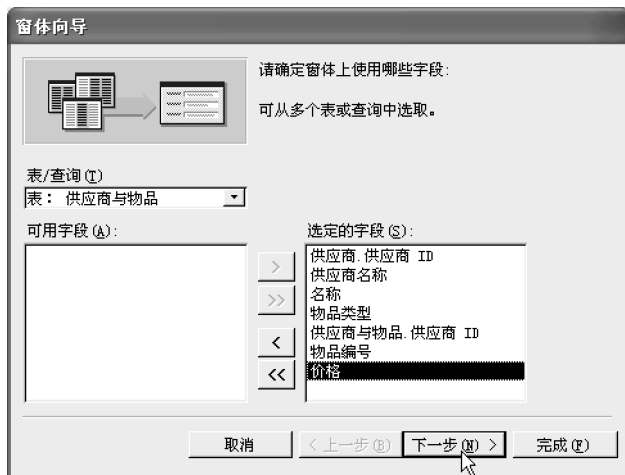 窗体向导
请确定窗体上使用哪些字段:
可从多个表或查询中选取。
表/查询(T)
表: 供应商与物品
可用字段(A):
选定的字段(S):
供应商.供应商 ID
供应商名称
名称
物品类型
供应商与物品.供应商 ID
物品编号
价格
>
>>
<
<<
取消
< 上一步(B)
下一步(N) >
完成(F)